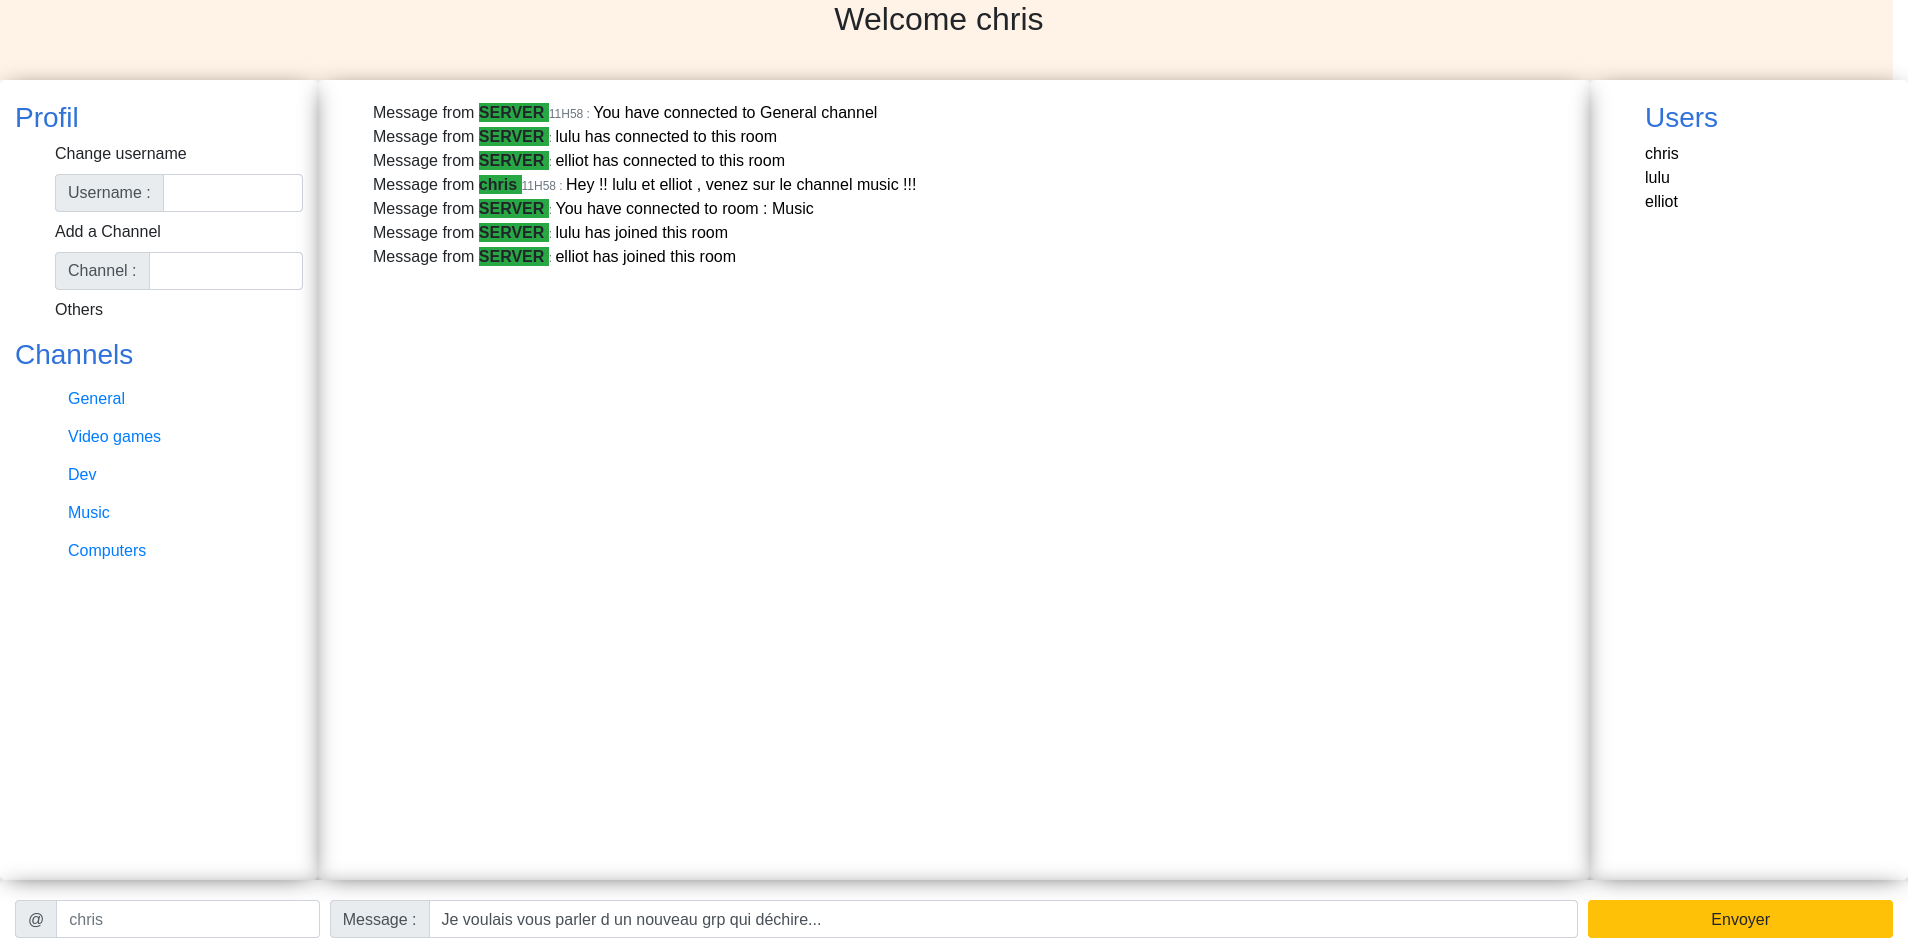 Welcome chris
Profil
Change username
Username :
Add a Channel
Channel :
Others
Channels
General
Video games
Dev
Music
Computers
Message from SERVER 11H58 : You have connected to General channel
Message from SERVER : lulu has connected to this room
Message from SERVER : elliot has connected to this room
Message from chris 11H58 : Hey !! lulu et elliot , venez sur le channel music !!!
Message from SERVER : You have connected to room : Music
Message from SERVER : lulu has joined this room
Message from SERVER : elliot has joined this room
Users
chris
lulu
elliot
@ chris
Message : Je voulais vous parler d un nouveau grp qui déchire...
Envoyer